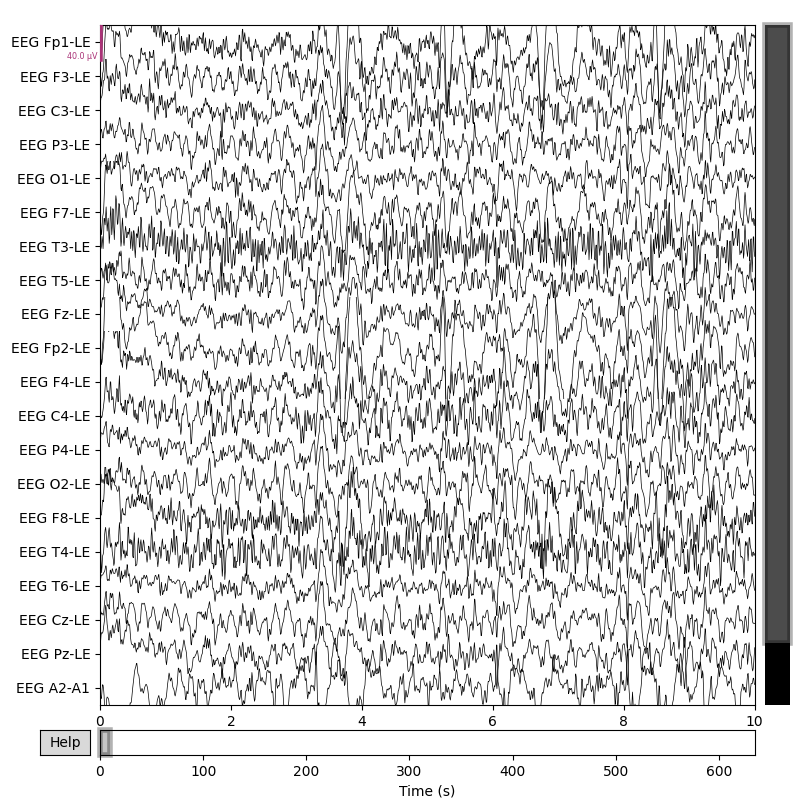 EEG Fp1-LE
40.0 µV
EEG F3-LE
EEG C3-LE
EEG P3-LE
EEG O1-LE
EEG F7-LE
EEG T3-LE
EEG T5-LE
EEG Fz-LE
EEG Fp2-LE
EEG F4-LE
EEG C4-LE
EEG P4-LE
EEG O2-LE
EEG F8-LE
EEG T4-LE
EEG T6-LE
EEG Cz-LE
EEG Pz-LE
EEG A2-A1
0 2 4 6 8 10
Help
0 100 200 300 400 500 600
Time (s)